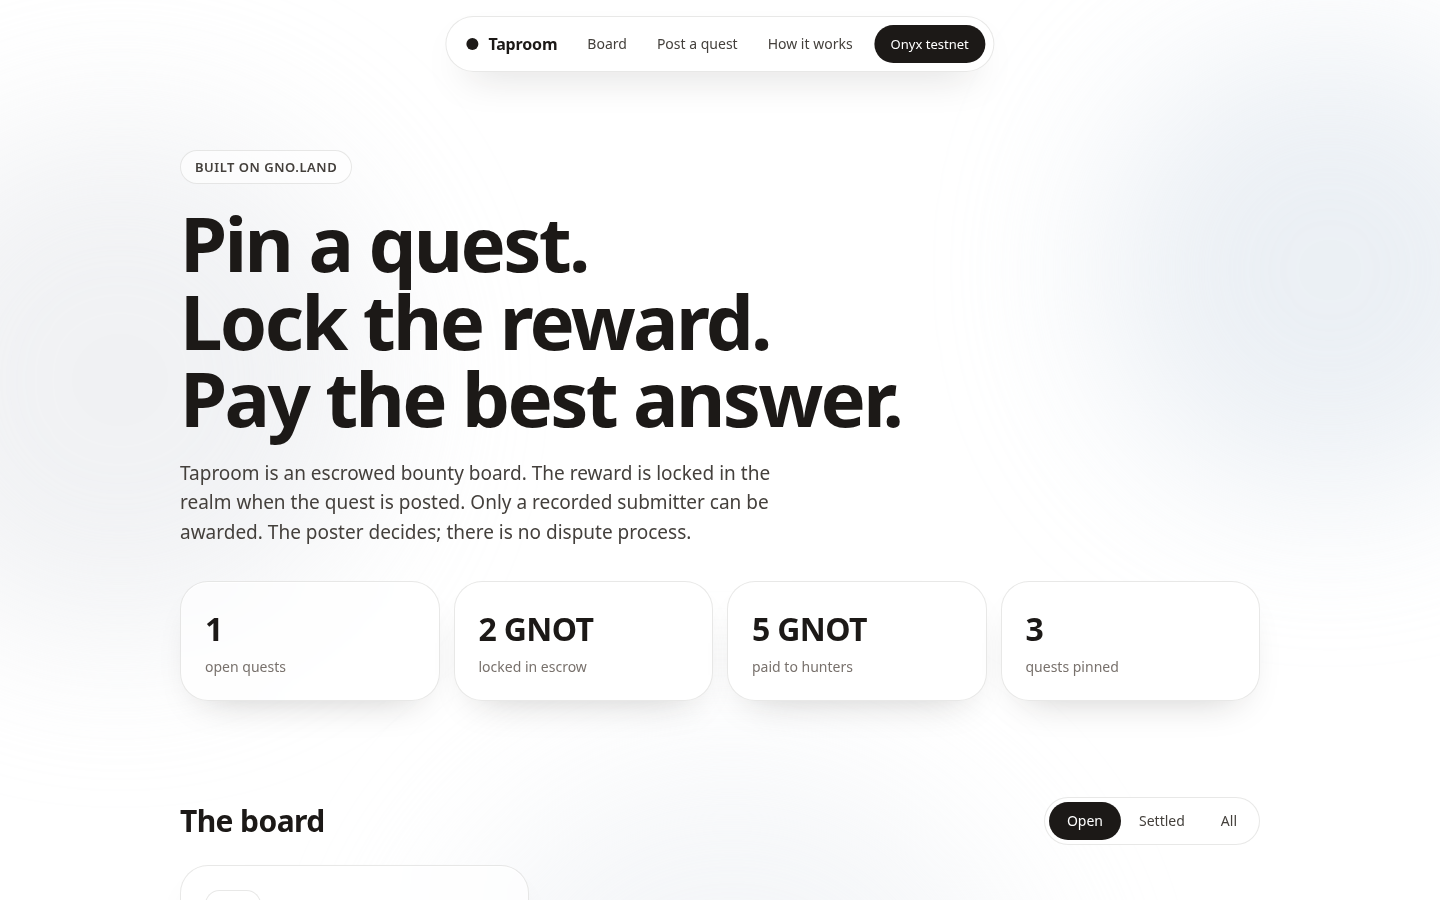 Taproom Board Post a quest How it works Onyx testnet
BUILT ON GNO.LAND
Pin a quest.
Lock the reward.
Pay the best answer.
Taproom is an escrowed bounty board. The reward is locked in the
realm when the quest is posted. Only a recorded submitter can be
awarded. The poster decides; there is no dispute process.
1
open quests
2 GNOT
locked in escrow
5 GNOT
paid to hunters
3
quests pinned
The board
Open Settled All